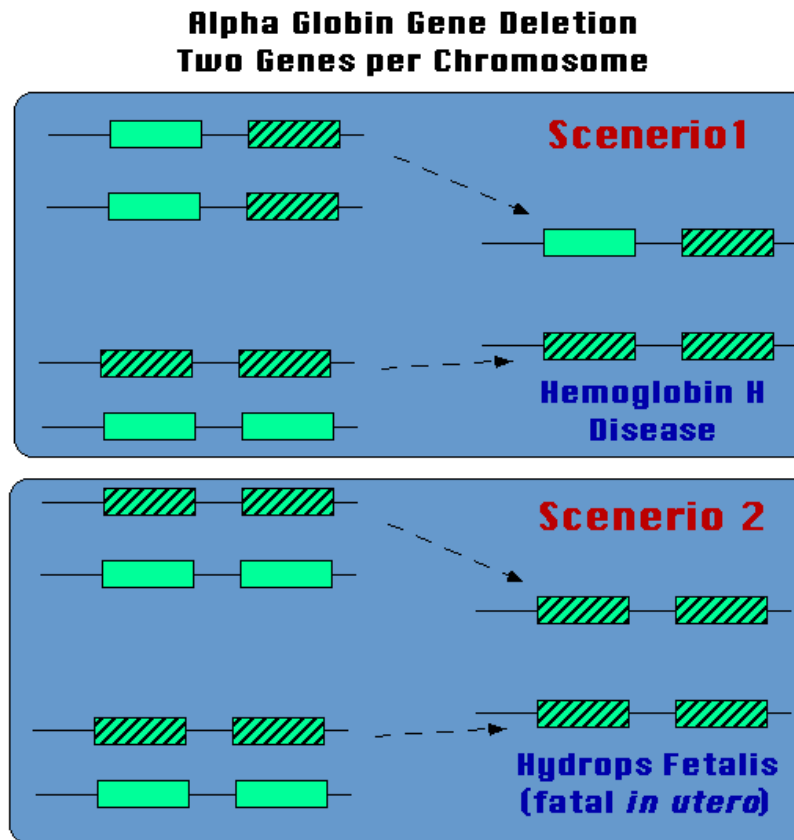 Alpha Globin Gene Deletion
Two Genes per Chromosome
Scenerio1
Hemoglobin H
Disease
Scenerio 2
Hydrops Fetalis
(fatal in utero)